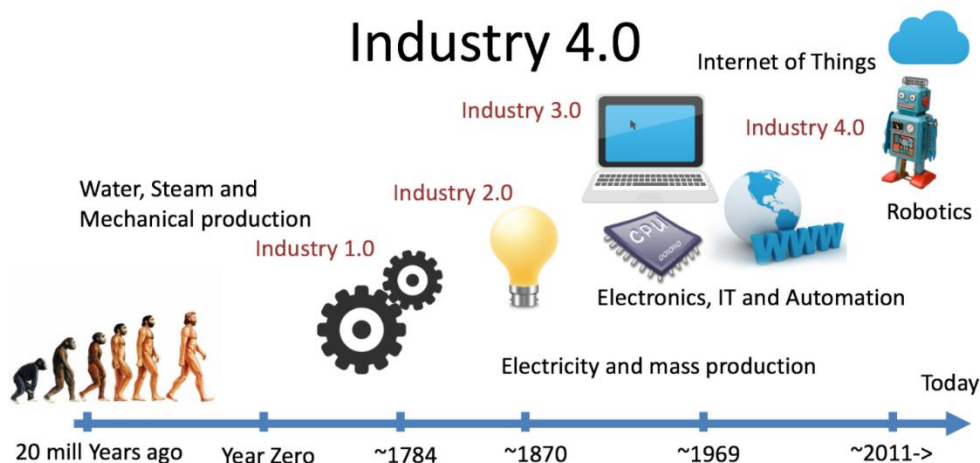 Industry 4.0
Internet of Things
Industry 3.0
Industry 4.0
Water, Steam and
Mechanical production
Industry 2.0
Robotics
Industry 1.0
CPU
WWW
Electronics, IT and Automation
Electricity and mass production
Today
20 mill Years ago
Year Zero
~1784
~1870
~1969
~2011->